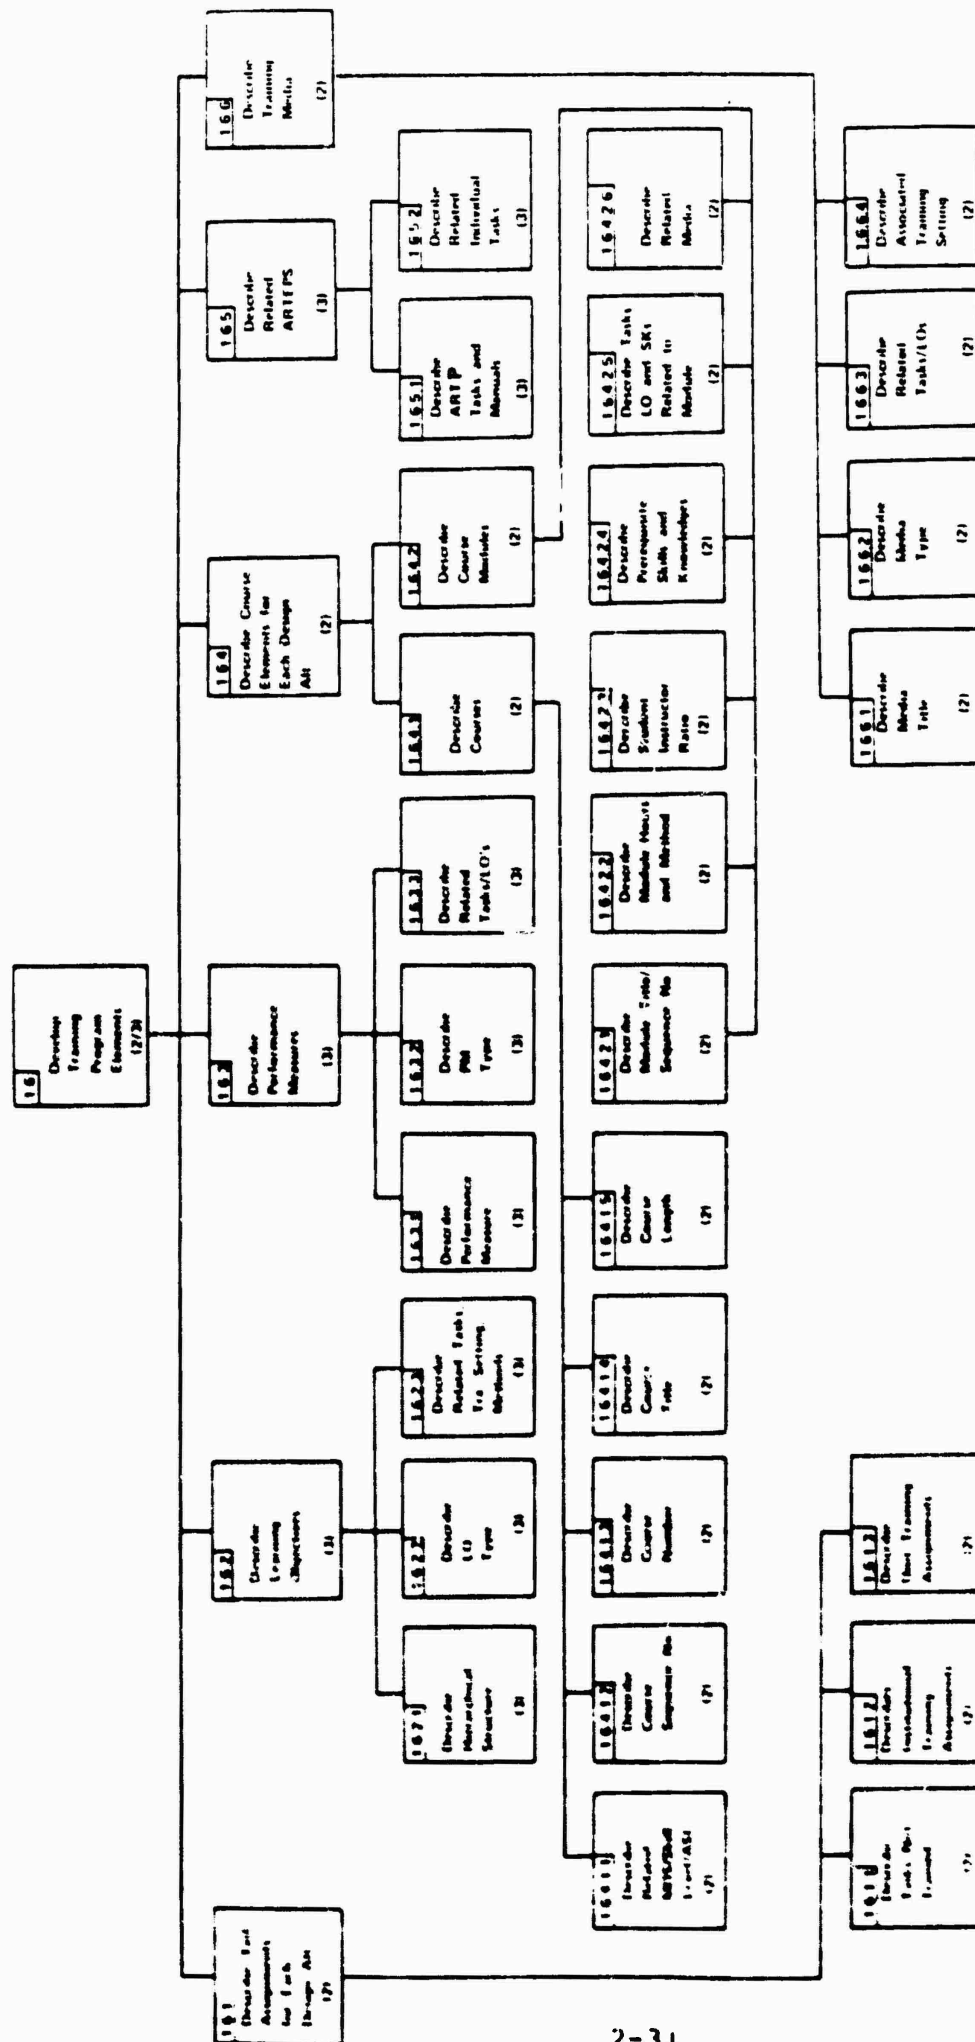 1 6
Develop
Training
Program
Elements
(2/3)
1 6 1
Assignments
for Each
Design Alt
(2)
1 6 2
Describe
Learning
Objectives
(3)
1 6 3
Describe
Performance
Measures
(3)
1 6 4
Describe Course
Elements for
Each Design
Alt
(2)
1 6 5
Describe
Related
ARTEPS
(3)
1 6 6
Describe
Training
Media
(2)
1 6 2 1
Describe
Hierarchical
Structure
(3)
1 6 2 2
Describe
LO
Type
(3)
1 6 2 3
Describe
Related Tasks
Tra Setting
Methods
(3)
1 6 3 1
Describe
Performance
Measure
(3)
1 6 3 2
Describe
PM
Type
(3)
1 6 3 3
Describe
Related
Tasks/LO's
(3)
1 6 4 1
Describe
Courses
(2)
1 6 4 2
Describe
Course
Modules
(2)
1 6 5 1
Describe
ARTP
Tasks and
Manuals
(3)
1 6 5 2
Describe
Related
Individual
Tasks
(3)
1 6 4 1 1
Describe
Related
(2)
1 6 4 1 2
Describe
Course
Sequence No
(2)
1 6 4 1 3
Describe
Course
Number
(2)
1 6 4 1 4
Describe
Course
Title
(2)
1 6 4 1 5
Describe
Course
Length
(2)
1 6 4 2 1
Describe
Module Title/
Sequence No
(2)
1 6 4 2 2
Describe
Module Hours
and Method
(2)
1 6 4 2 3
Describe
Student
Instructor
Ratio
(2)
1 6 4 2 4
Describe
Prerequisite
Skills and
Knowledges
(2)
1 6 4 2 5
Describe Tasks
LO and SKs
Related to
Module
(2)
1 6 4 2 6
Describe
Related
Media
(2)
1 6 1 1
Describe
Tasks Not
Trained
(2)
1 6 1 2
Describe
Institutional
Training
Assignments
(2)
1 6 1 3
Describe
Unit Training
Assignments
(2)
1 6 6 1
Describe
Media
Title
(2)
1 6 6 2
Describe
Media
Type
(2)
1 6 6 3
Describe
Related
Tasks/LOs
(2)
1 6 6 4
Describe
Associated
Training
Setting
(2)
2-31